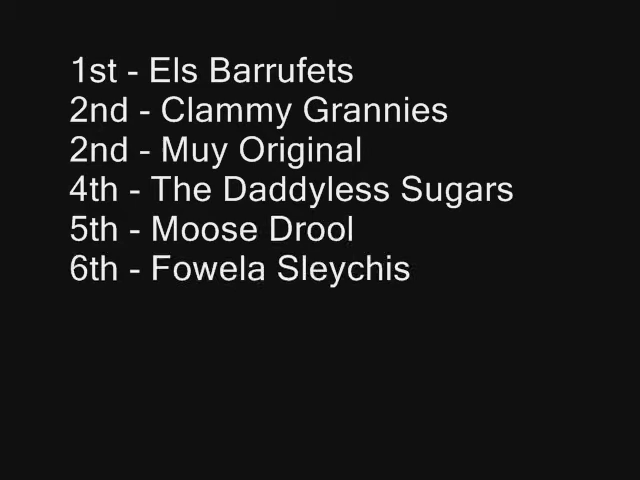 1st - Els Barrufets
2nd - Clammy Grannies
2nd - Muy Original
4th - The Daddyless Sugars
5th - Moose Drool
6th - Fowela Sleychis